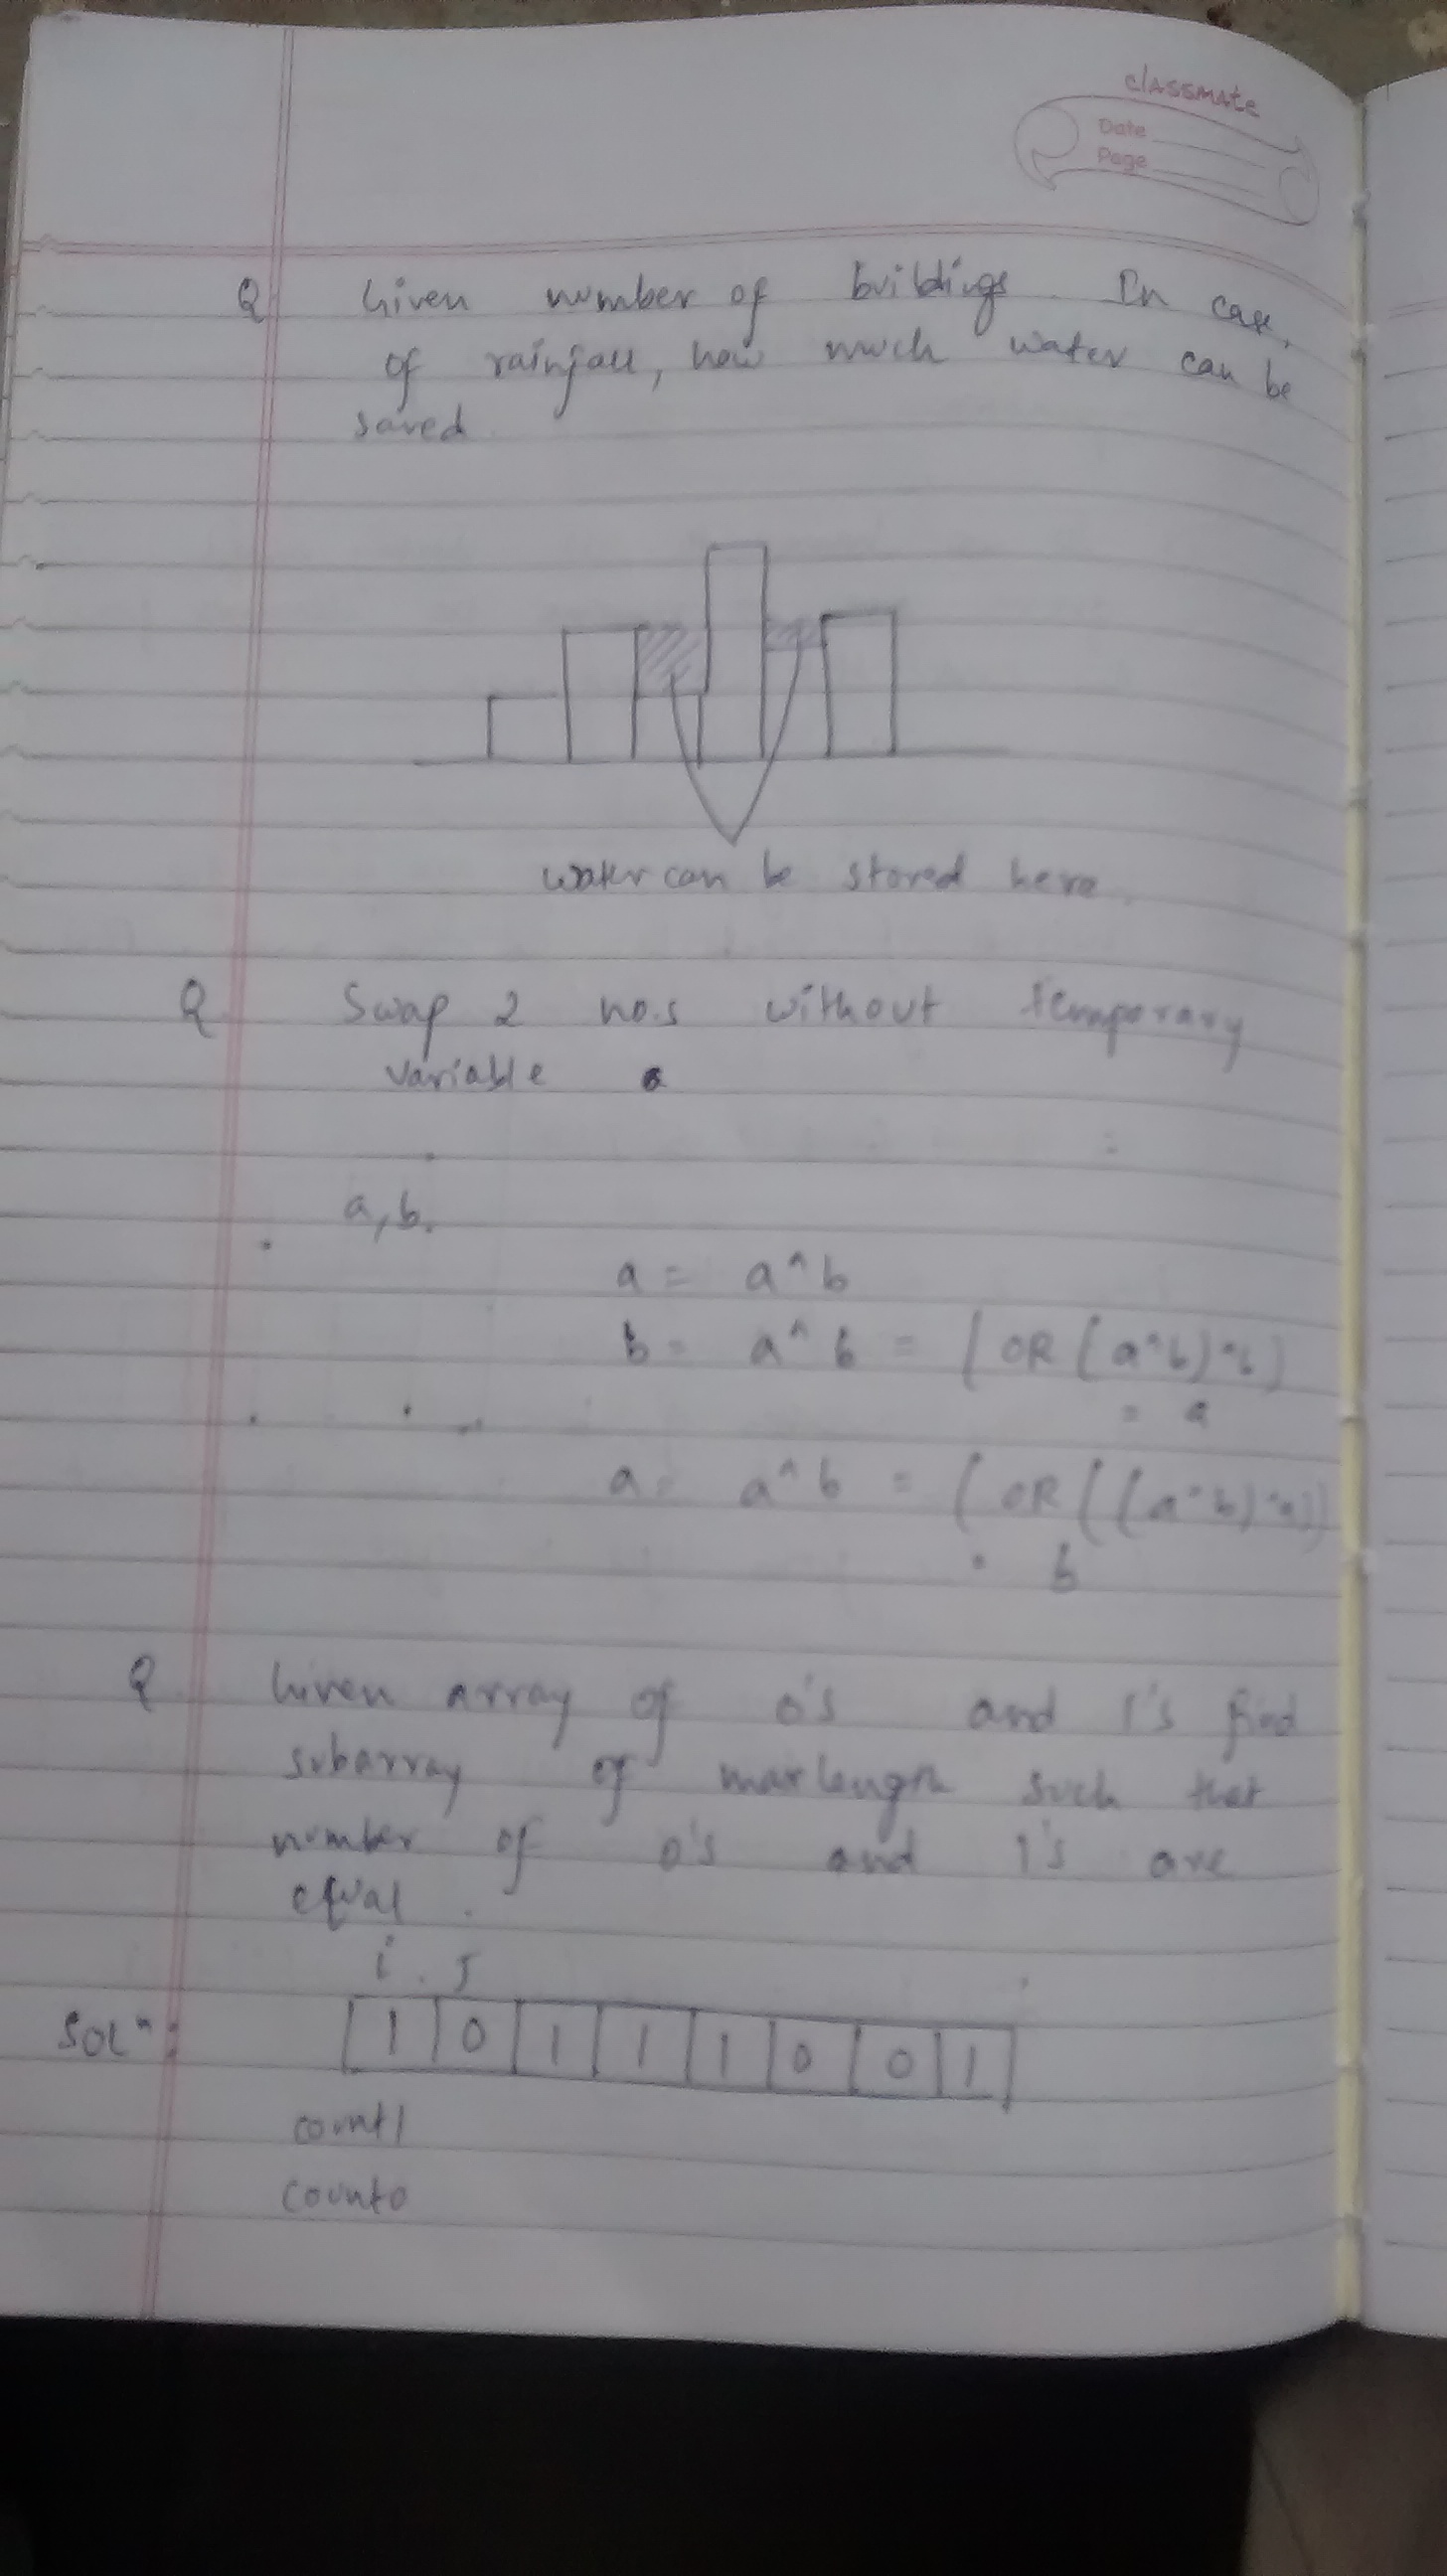 classmate
Date
Page
Q Given number of buildings. In case
of rainfall, how much water can be
saved
water can be stored here.
Q Swap 2 no.s without temporary
variable
a, b.
a = a^b
b = a^b = (OR (a^b)^b)
= a
a = a^b = (OR ((a^b)^a))
= b
Q Given array of 0's and 1's find
subarray of max length such that
number of 0's and 1's are
equal.
i j
SOLn: 1 0 1 1 1 0 0 1
count1
count0